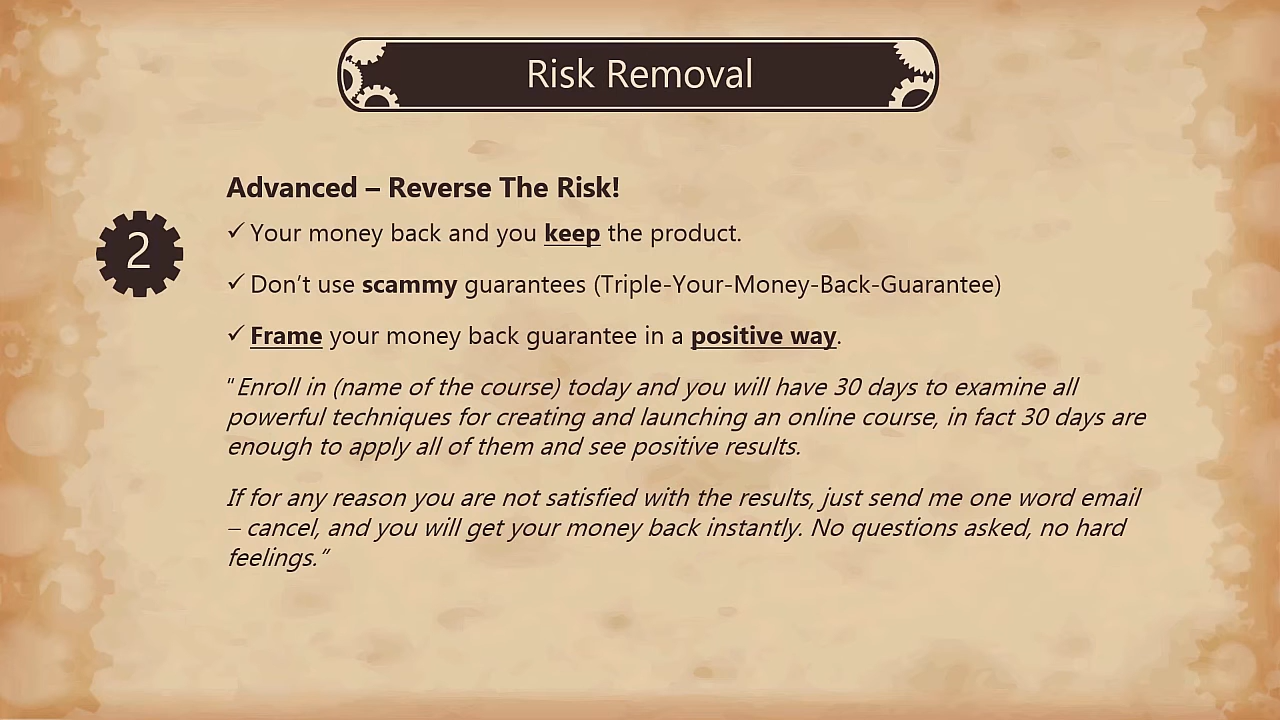 Risk Removal
Advanced – Reverse The Risk!
2
✓ Your money back and you keep the product.
✓ Don’t use scammy guarantees (Triple-Your-Money-Back-Guarantee)
✓ Frame your money back guarantee in a positive way.
“Enroll in (name of the course) today and you will have 30 days to examine all
powerful techniques for creating and launching an online course, in fact 30 days are
enough to apply all of them and see positive results.
If for any reason you are not satisfied with the results, just send me one word email
– cancel, and you will get your money back instantly. No questions asked, no hard
feelings.”